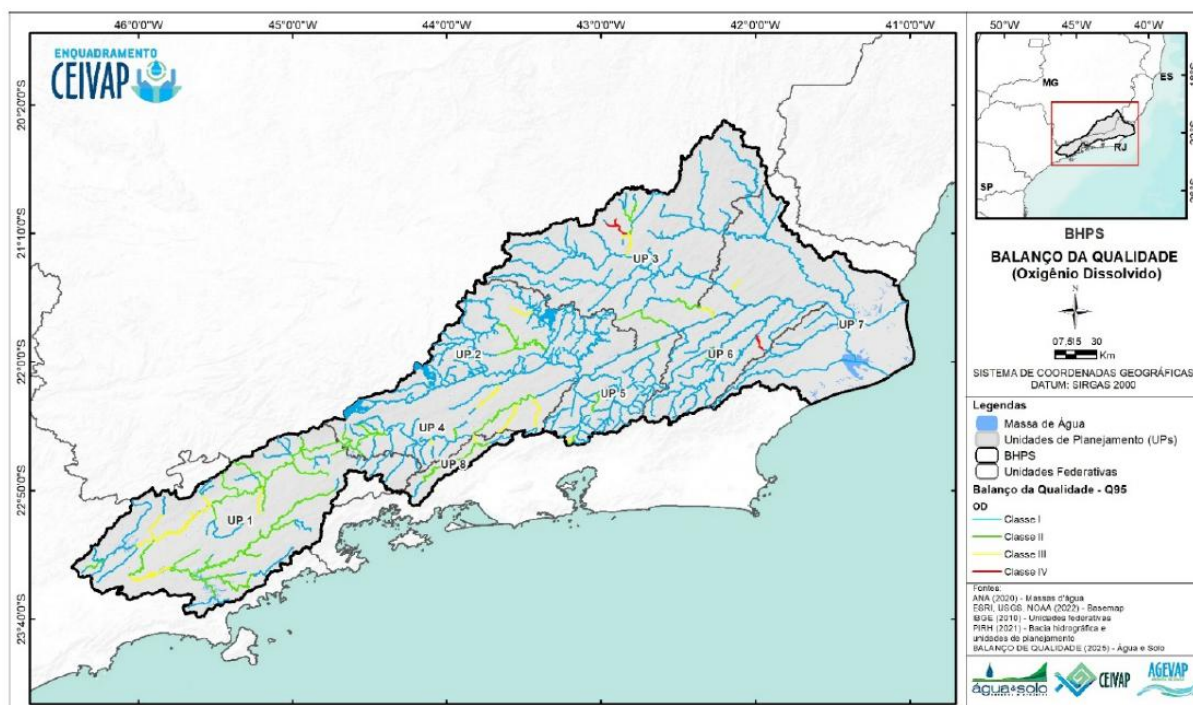 ENQUADRAMENTO
CEIVAP
46°0'0"W 45°0'0"W 44°0'0"W 43°0'0"W 42°0'0"W 41°0'0"W
20°20'S
21°10'S
22°0'S
22°50'S
23°40'S
UP 3
UP 7
UP 2
UP 6
UP 5
UP 4
UP 8
UP 1
50°W 45°W 40°W
MG
ES
RJ
SP
BHPS
BALANÇO DA QUALIDADE
(Oxigênio Dissolvido)
N
07,515 30
Km
SISTEMA DE COORDENADAS GEOGRÁFICAS
DATUM: SIRGAS 2000
Legendas
Massa de Água
Unidades de Planejamento (UPs)
BHPS
Unidades Federativas
Balanço da Qualidade - Q95
OD
Classe I
Classe II
Classe III
Classe IV
Fontes:
ANA (2020) - Massas d'água
ESRI, USGS, NOAA (2022) - Basemap
IBGE (2010) - Unidades federativas
PIRH (2021) - Bacia hidrográfica e
unidades de planejamento
BALANÇO DE QUALIDADE (2025) - Água e Solo
água e solo
CEIVAP
AGEVAP